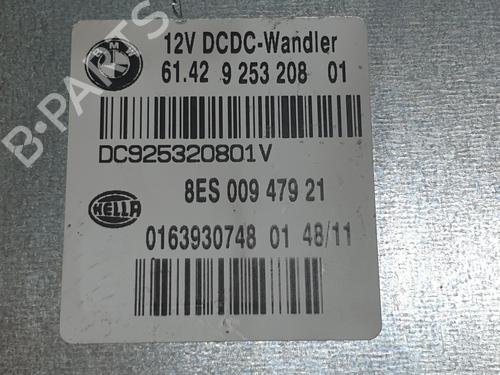 BMW
12V DCDC-Wandler
61.42 9 253 208 01
DC925320801V
8ES 009 479 21
HELLA
0163930748 01 48/11
B-PARTS